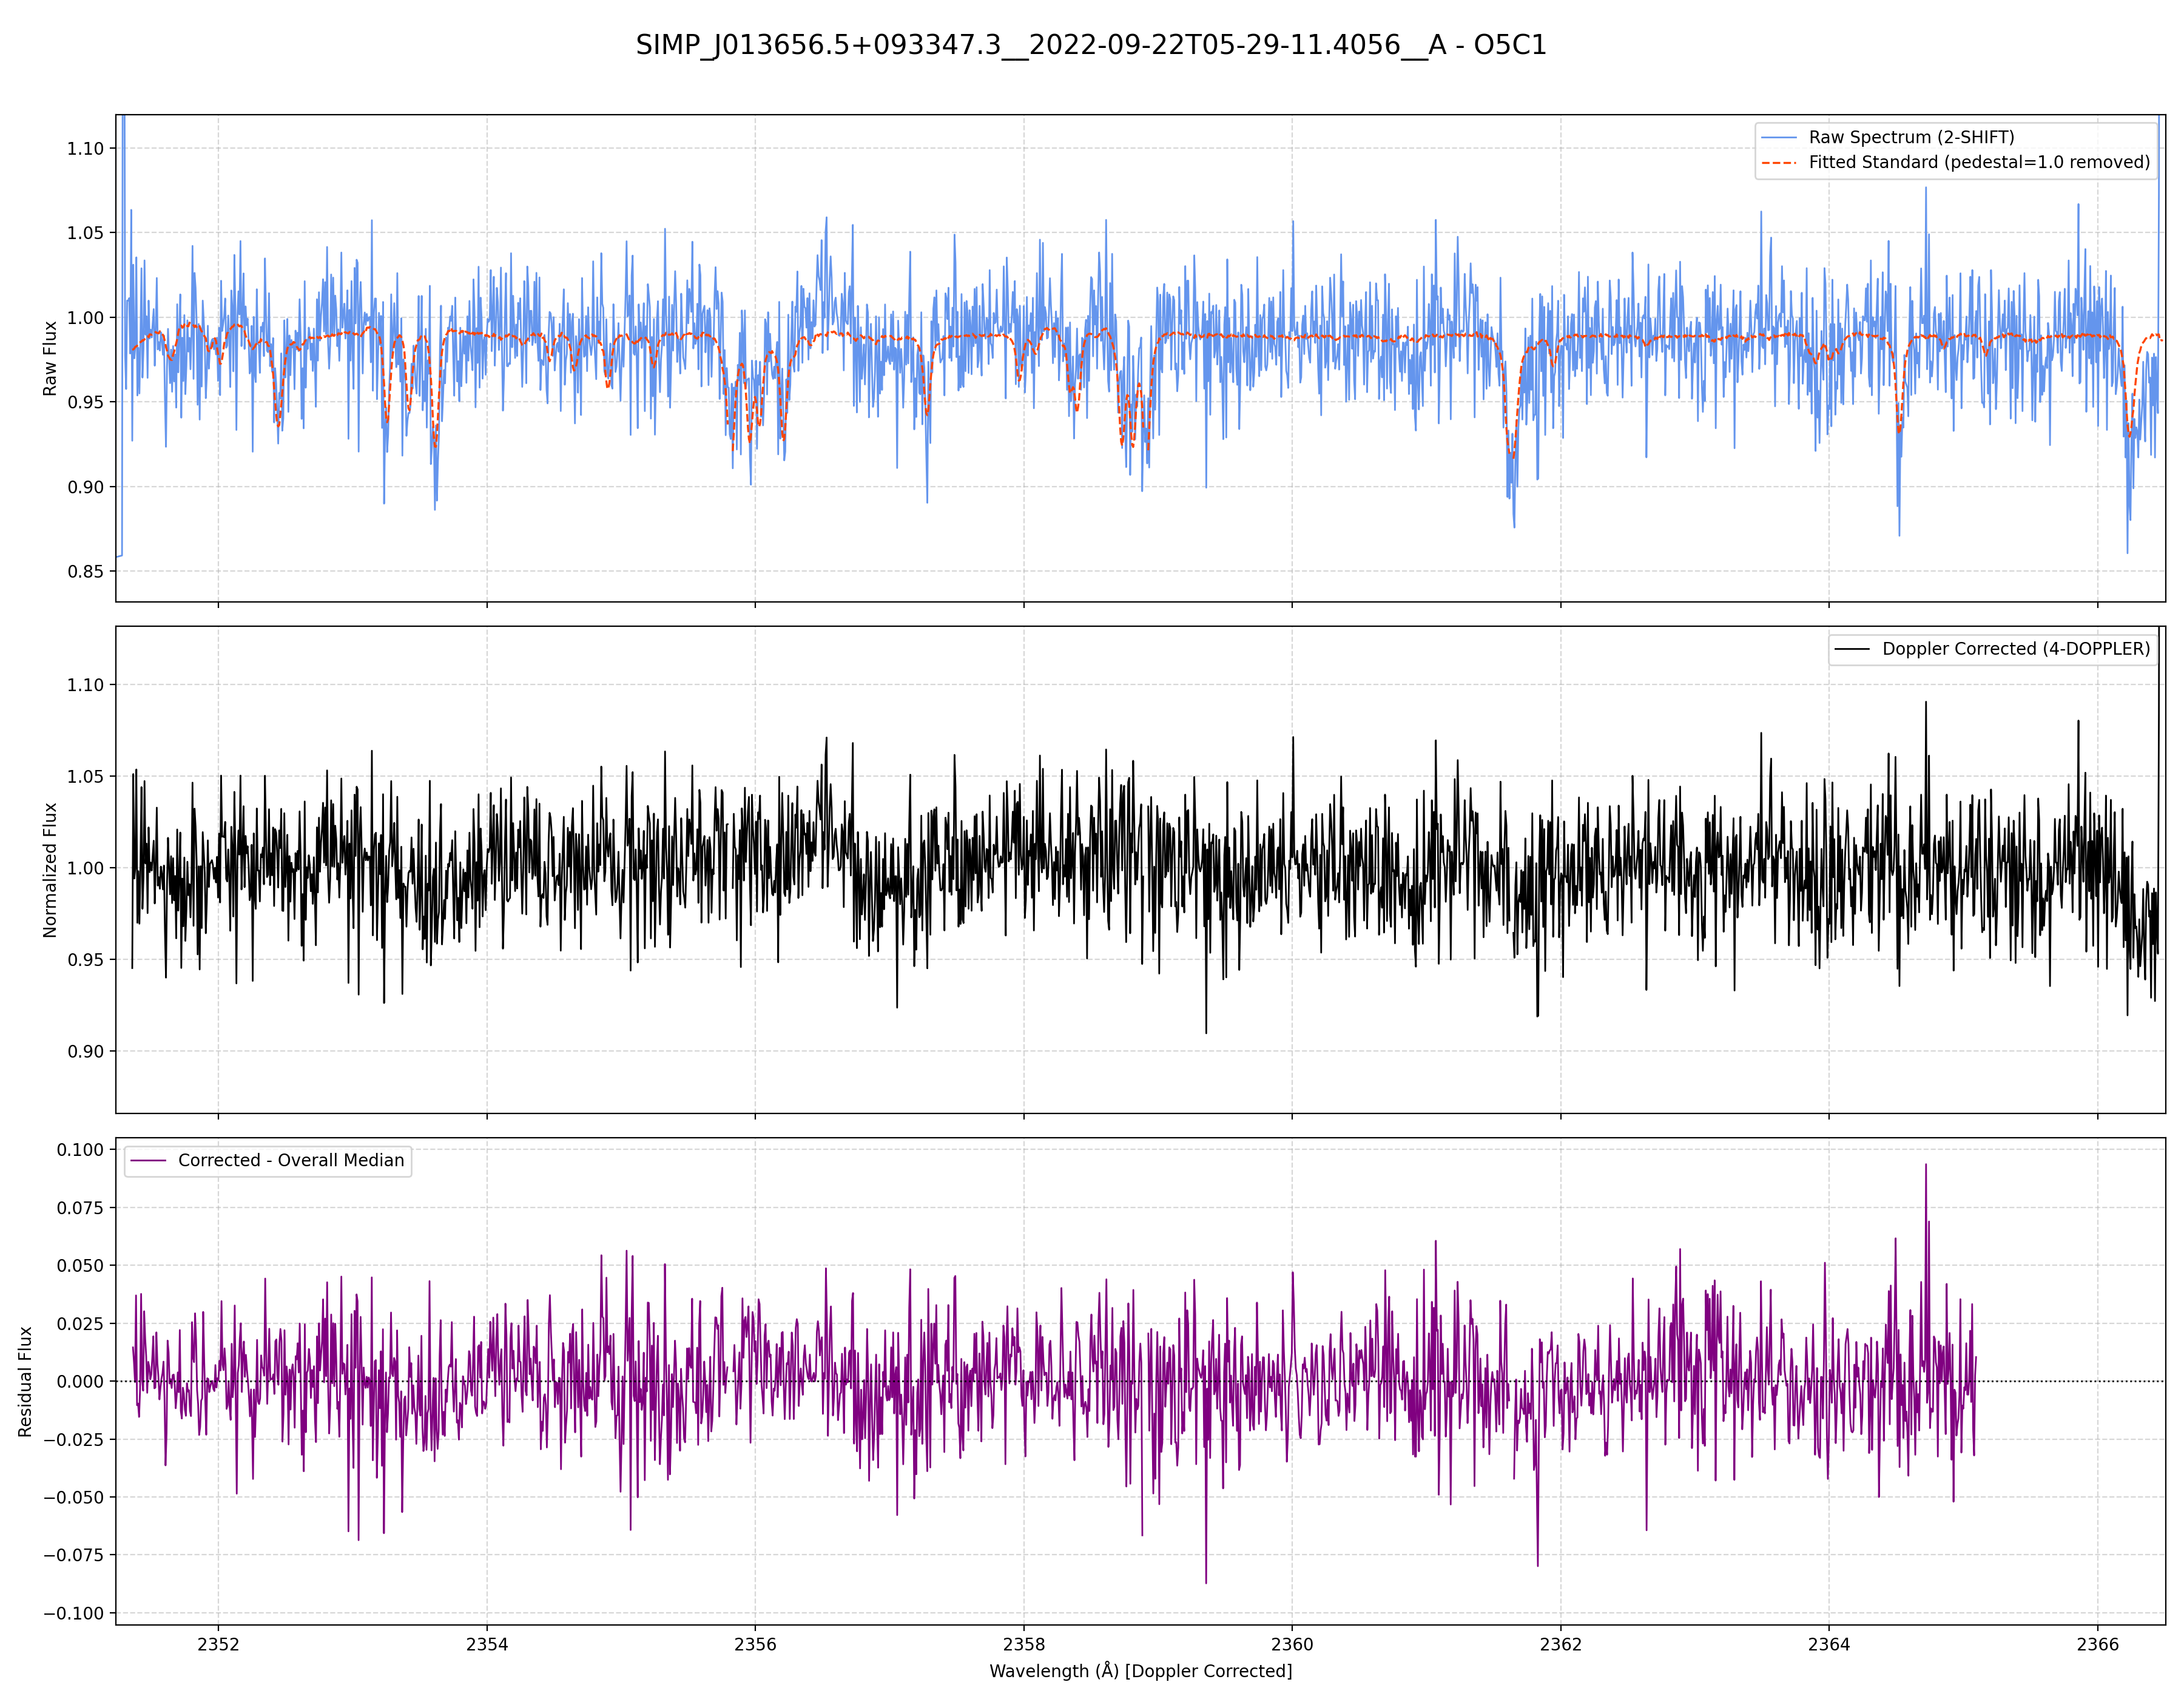 SIMP_J013656.5+093347.3__2022-09-22T05-29-11.4056__A - O5C1
Raw Spectrum (2-SHIFT)
Fitted Standard (pedestal=1.0 removed)
Raw Flux
1.10
1.05
1.00
0.95
0.90
0.85
Doppler Corrected (4-DOPPLER)
Normalized Flux
1.10
1.05
1.00
0.95
0.90
Corrected - Overall Median
Residual Flux
0.100
0.075
0.050
0.025
0.000
−0.025
−0.050
−0.075
−0.100
2352 2354 2356 2358 2360 2362 2364 2366
Wavelength (Å) [Doppler Corrected]